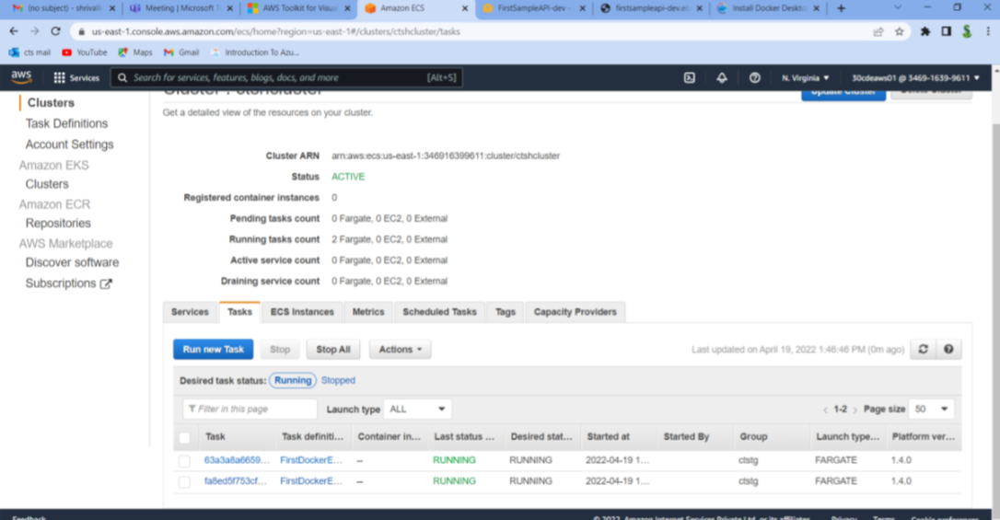 (no subject) - shrivall
Meeting | Microsoft T
AWS Toolkit for Visual
Amazon ECS
FirstSampleAPI-dev -
firstsampleapi-dev.eb
Install Docker Deskto
us-east-1.console.aws.amazon.com/ecs/home?region=us-east-1#/clusters/ctshcluster/tasks
cts mail YouTube Maps Gmail Introduction To Azu...
aws Services Search for services, features, blogs, docs, and more [Alt+S] N. Virginia 30cdeaws01 @ 3469-1639-9611
Clusters
Task Definitions
Account Settings
Amazon EKS
Clusters
Amazon ECR
Repositories
AWS Marketplace
Discover software
Subscriptions
Cluster : ctshcluster
Update Cluster Delete Cluster
Get a detailed view of the resources on your cluster.
Cluster ARN arn:aws:ecs:us-east-1:346916399611:cluster/ctshcluster
Status ACTIVE
Registered container instances 0
Pending tasks count 0 Fargate, 0 EC2, 0 External
Running tasks count 2 Fargate, 0 EC2, 0 External
Active service count 0 Fargate, 0 EC2, 0 External
Draining service count 0 Fargate, 0 EC2, 0 External
Services Tasks ECS Instances Metrics Scheduled Tasks Tags Capacity Providers
Run new Task Stop Stop All Actions Last updated on April 19, 2022 1:46:46 PM (0m ago)
Desired task status: Running Stopped
Filter in this page Launch type ALL < 1-2 > Page size 50
Task Task definiti... Container in... Last status ... Desired stat... Started at Started By Group Launch type... Platform ver...
63a3a8a6659... FirstDockerE... -- RUNNING RUNNING 2022-04-19 1... ctstg FARGATE 1.4.0
fa8ed5f753cf... FirstDockerE... -- RUNNING RUNNING 2022-04-19 1... ctstg FARGATE 1.4.0
Feedback © 2022, Amazon Internet Services Private Ltd. or its affiliates. Privacy Terms Cookie preferences